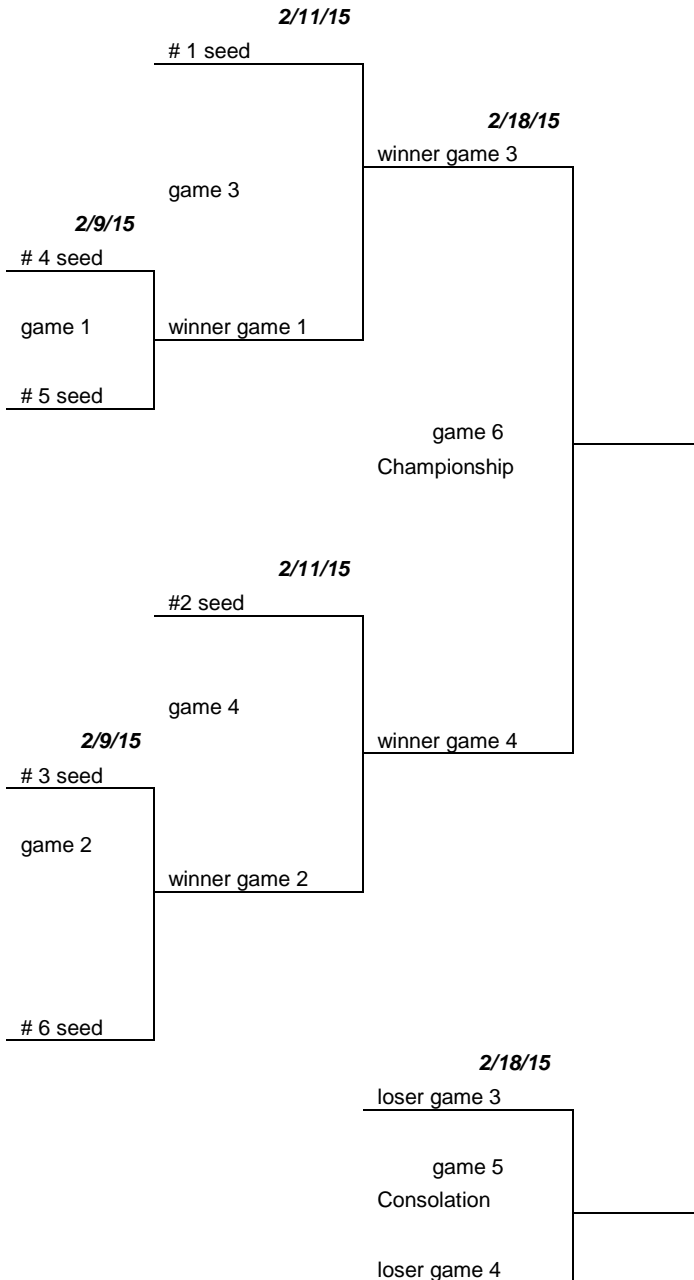 2/11/15
# 1 seed
2/18/15
winner game 3
game 3
2/9/15
# 4 seed
game 1
winner game 1
# 5 seed
game 6
Championship
2/11/15
#2 seed
game 4
2/9/15
winner game 4
# 3 seed
game 2
winner game 2
# 6 seed
2/18/15
loser game 3
game 5
Consolation
loser game 4